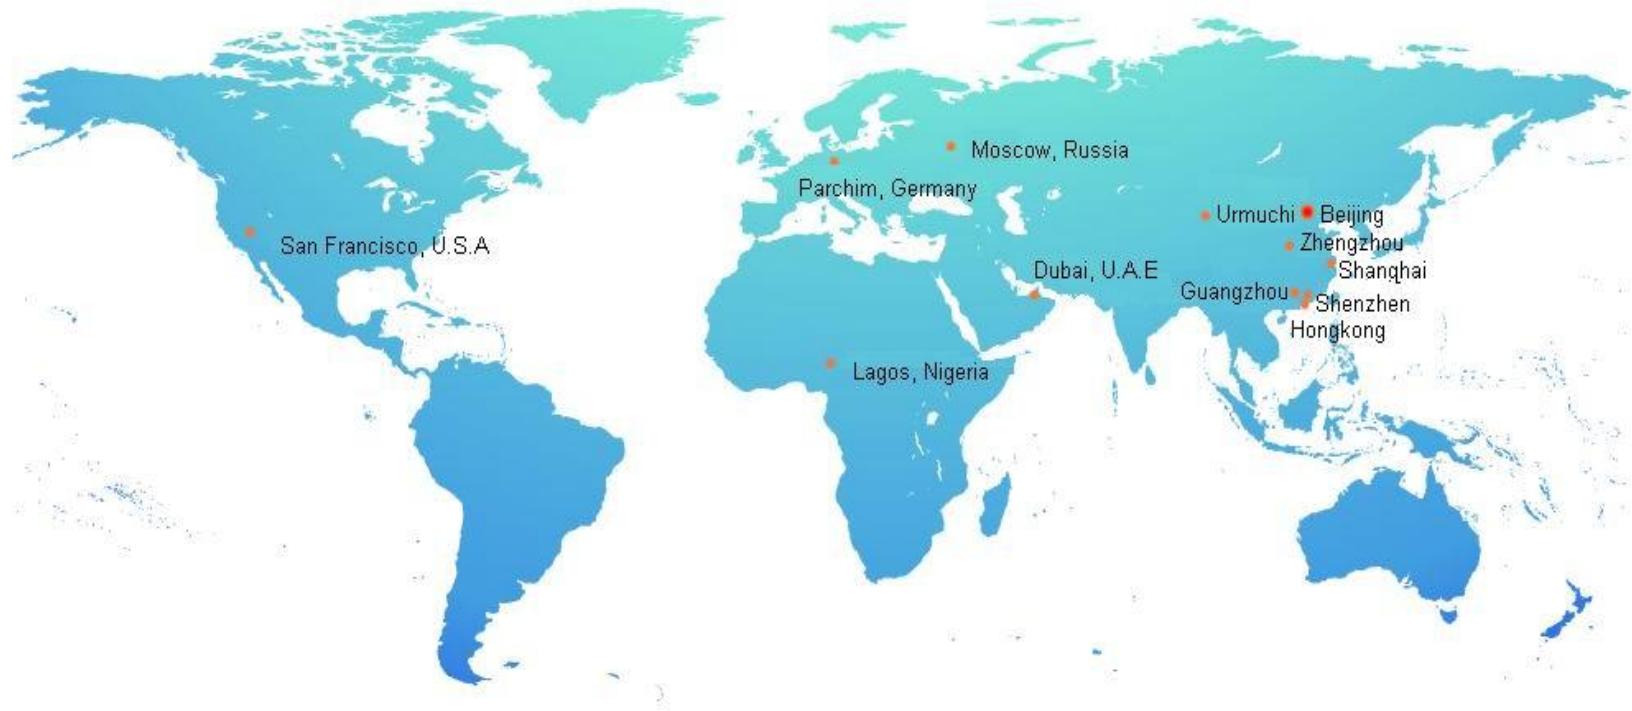 Moscow, Russia
Parchim, Germany
Urmuchi
Beijing
San Francisco, U.S.A
Zhengzhou
Dubai, U.A.E
Shanghai
Guangzhou
Shenzhen
Hongkong
Lagos, Nigeria